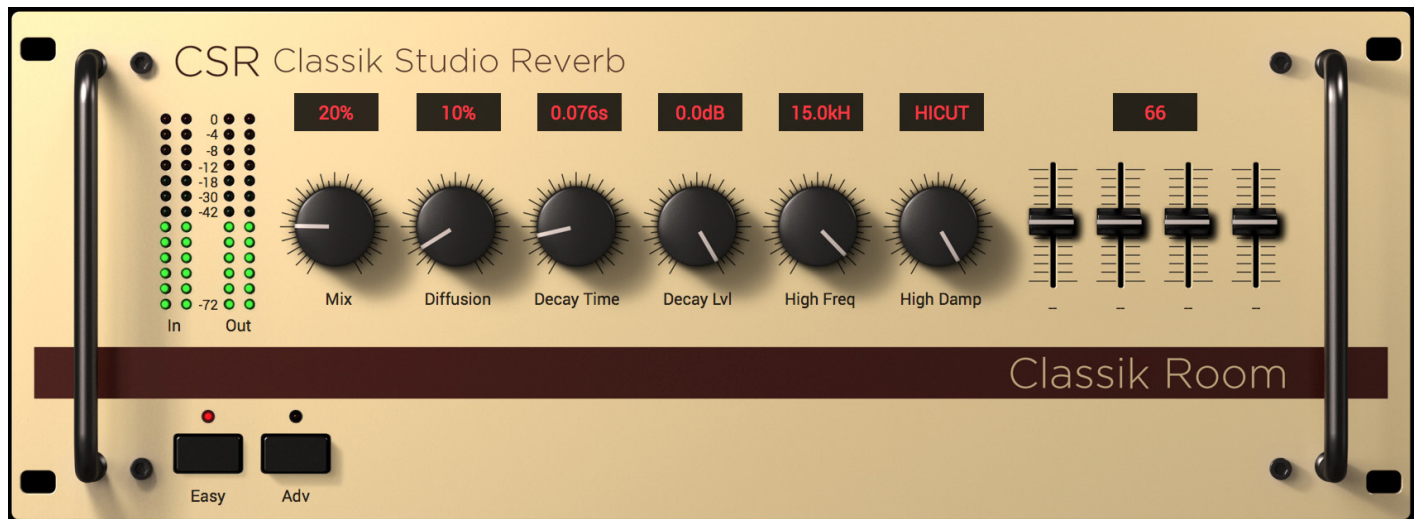 CSR Classik Studio Reverb
20% 10% 0.076s 0.0dB 15.0kH HICUT 66
0
-4
-8
-12
-18
-30
-42
-72
In Out
Mix Diffusion Decay Time Decay Lvl High Freq High Damp -- -- -- --
Classik Room
Easy Adv